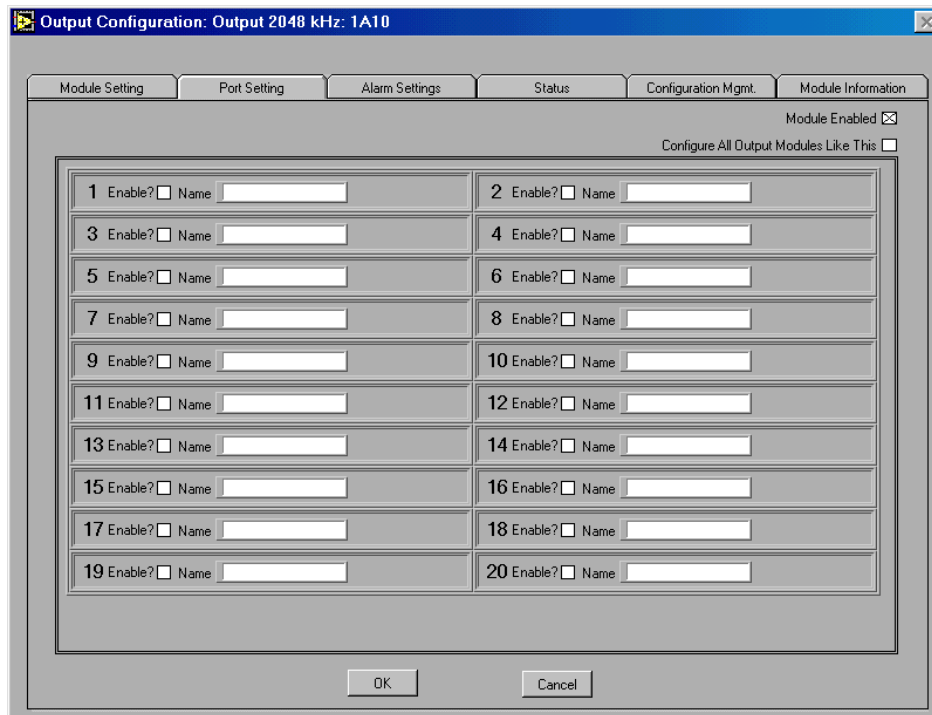 Output Configuration: Output 2048 kHz: 1A10
Module Setting Port Setting Alarm Settings Status Configuration Mgmt. Module Information
Module Enabled
Configure All Output Modules Like This
1 Enable? Name 2 Enable? Name
3 Enable? Name 4 Enable? Name
5 Enable? Name 6 Enable? Name
7 Enable? Name 8 Enable? Name
9 Enable? Name 10 Enable? Name
11 Enable? Name 12 Enable? Name
13 Enable? Name 14 Enable? Name
15 Enable? Name 16 Enable? Name
17 Enable? Name 18 Enable? Name
19 Enable? Name 20 Enable? Name
OK Cancel